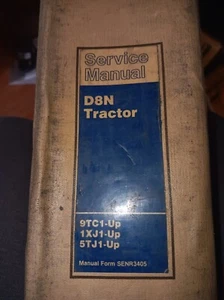 Service
Manual
D8N
Tractor
9TC1-Up
1XJ1-Up
5TJ1-Up
Manual Form SENR3405